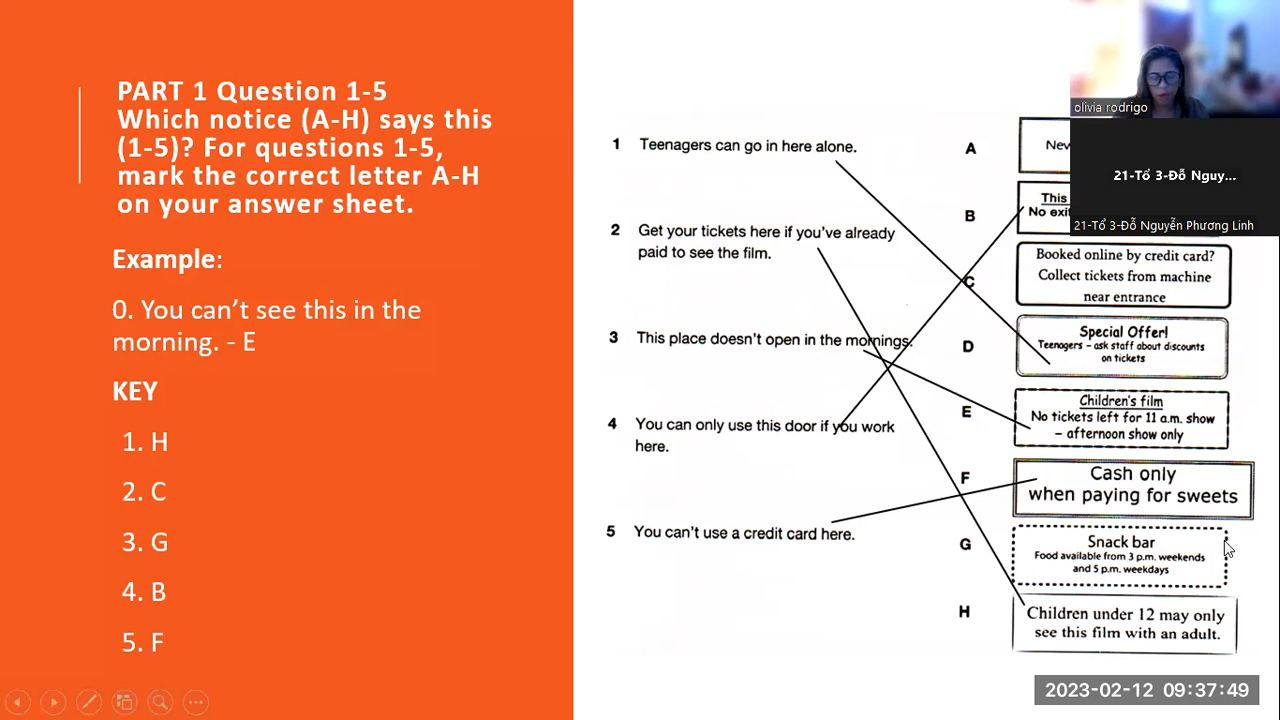 PART 1 Question 1-5
Which notice (A-H) says this
(1-5)? For questions 1-5,
mark the correct letter A-H
on your answer sheet.
Example:
0. You can’t see this in the
morning. - E
KEY
1. H
2. C
3. G
4. B
5. F
1 Teenagers can go in here alone.
2 Get your tickets here if you've already
paid to see the film.
3 This place doesn't open in the mornings.
4 You can only use this door if you work
here.
5 You can't use a credit card here.
A
B
This
No exit
C
Booked online by credit card?
Collect tickets from machine
near entrance
D
Special Offer!
Teenagers – ask staff about discounts
on tickets
E
Children's film
No tickets left for 11 a.m. show
– afternoon show only
F
Cash only
when paying for sweets
G
Snack bar
Food available from 3 p.m. weekends
and 5 p.m. weekdays
H
Children under 12 may only
see this film with an adult.
olivia rodrigo
21-Tổ 3-Đỗ Nguy...
21-Tổ 3-Đỗ Nguyễn Phương Linh
2023-02-12 09:37:49